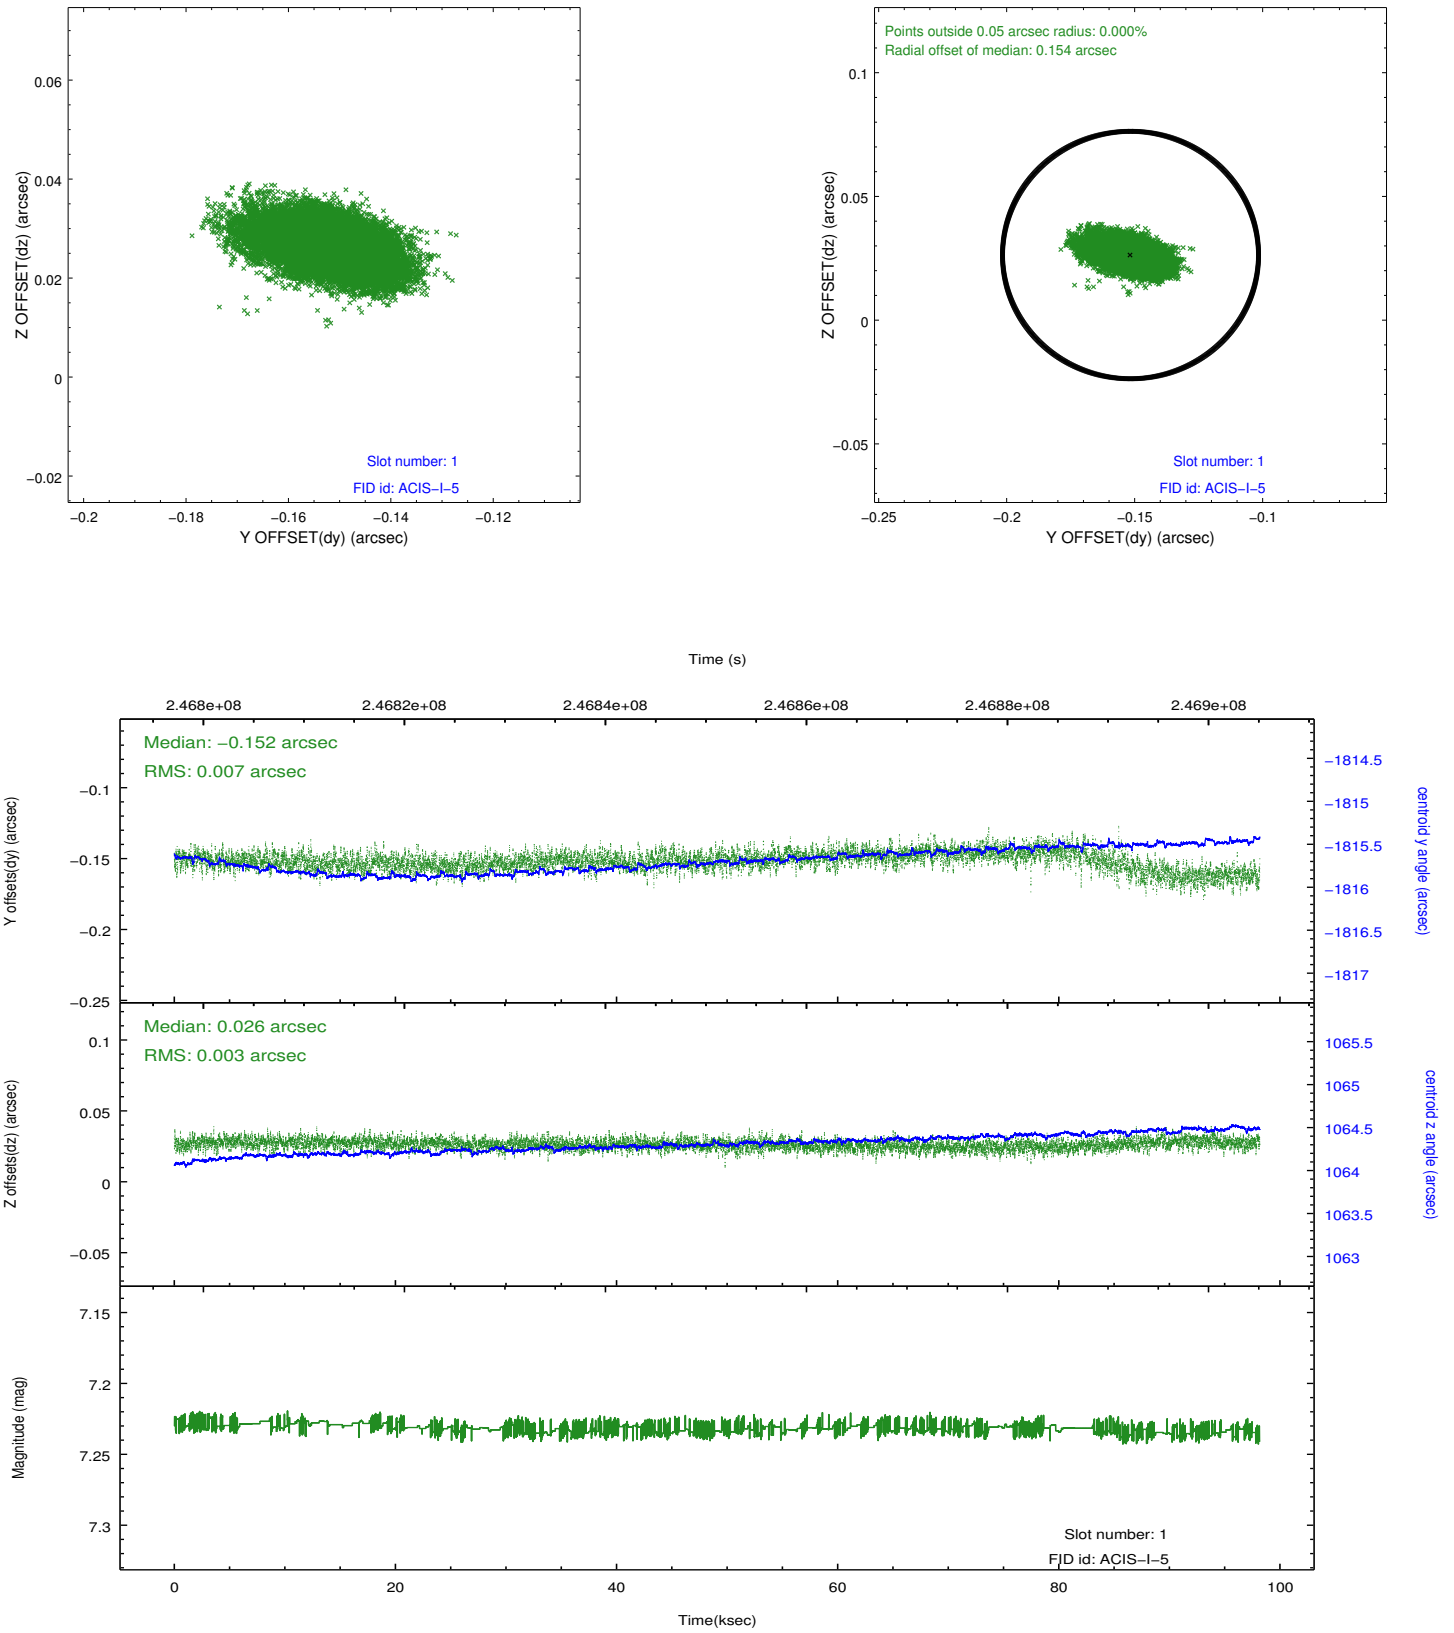 0.06
0.04
0.02
0
−0.02
Z OFFSET(dz) (arcsec)
Slot number: 1
FID id: ACIS−I−5
−0.2 −0.18 −0.16 −0.14 −0.12
Y OFFSET(dy) (arcsec)
Points outside 0.05 arcsec radius: 0.000%
Radial offset of median: 0.154 arcsec
0.1
0.05
0
−0.05
Z OFFSET(dz) (arcsec)
Slot number: 1
FID id: ACIS−I−5
−0.25 −0.2 −0.15 −0.1
Y OFFSET(dy) (arcsec)
Time (s)
2.468e+08 2.4682e+08 2.4684e+08 2.4686e+08 2.4688e+08 2.469e+08
Median: −0.152 arcsec
RMS: 0.007 arcsec
−0.1
−0.15
−0.2
−0.25
Y offsets(dy) (arcsec)
−1814.5
−1815
−1815.5
−1816
−1816.5
−1817
centroid y angle (arcsec)
Median: 0.026 arcsec
RMS: 0.003 arcsec
0.1
0.05
0
−0.05
Z offsets(dz) (arcsec)
1065.5
1065
1064.5
1064
1063.5
1063
centroid z angle (arcsec)
7.15
7.2
7.25
7.3
Magnitude (mag)
Slot number: 1
FID id: ACIS−I−5
0 20 40 60 80 100
Time(ksec)